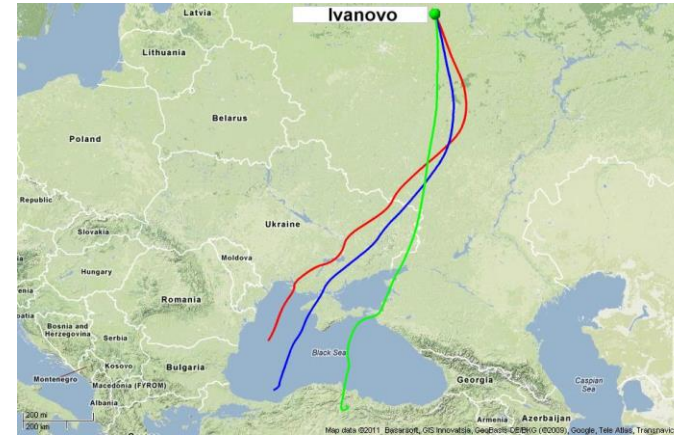 Ivanovo
Latvia
Lithuania
Belarus
Poland
Republic
Ukraine
Slovakia
Moldova
Hungary
Romania
Bosnia and
Herzegovina
Serbia
Black Sea
Kosovo
Bulgaria
Montenegro
Macedonia (FYROM)
Georgia
Caspian
Sea
Albania
Armenia
Azerbaijan
200 mi
200 km
Map data ©2011 Basarsoft, GIS Innovatsia, GeoBasis-DE/BKG (©2009), Google, Tele Atlas, Transnavic